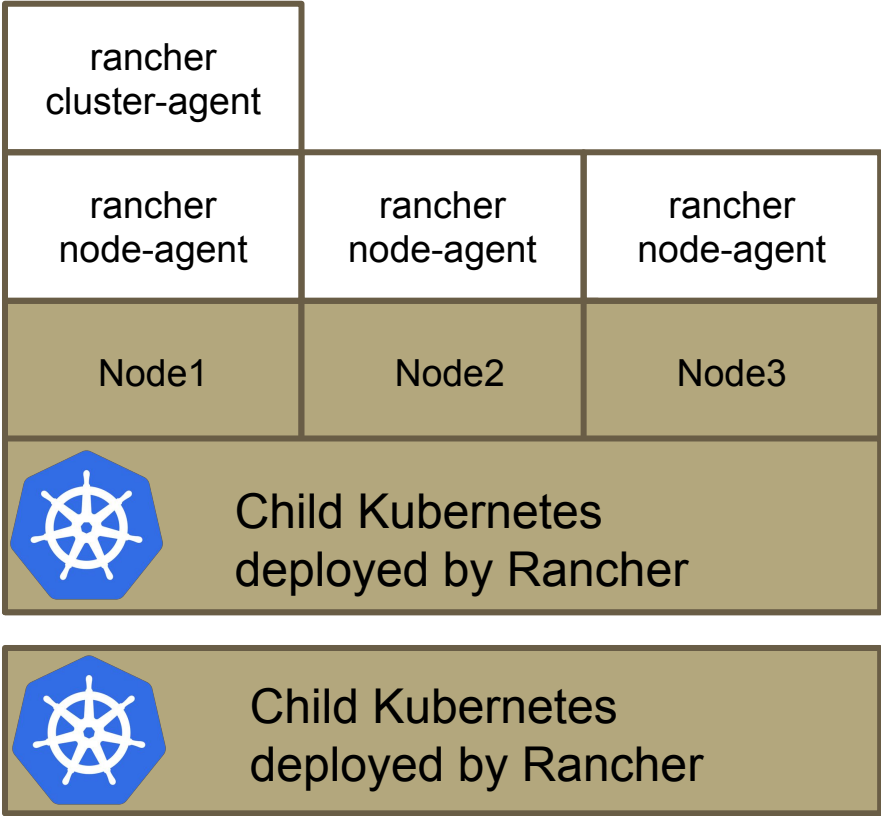 rancher
cluster-agent
rancher
node-agent
rancher
node-agent
rancher
node-agent
Node1
Node2
Node3
Child Kubernetes
deployed by Rancher
Child Kubernetes
deployed by Rancher